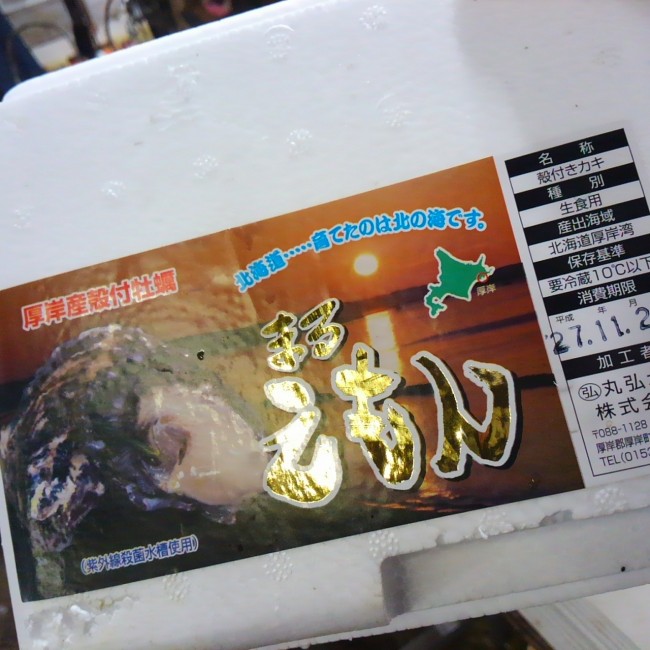 厚岸産殻付牡蠣
北海道・・・・・育てたのは北の海です。
厚岸
まる
えもん
(紫外線殺菌水槽使用)
名 称
殻付きカキ
種 別
生食用
産出海域
北海道厚岸湾
保存基準
要冷蔵10℃以下
消費期限
平成 年 月
27.11.2
加工者
弘 丸弘
株式会
〒088-1128
厚岸郡厚岸町
TEL(0152